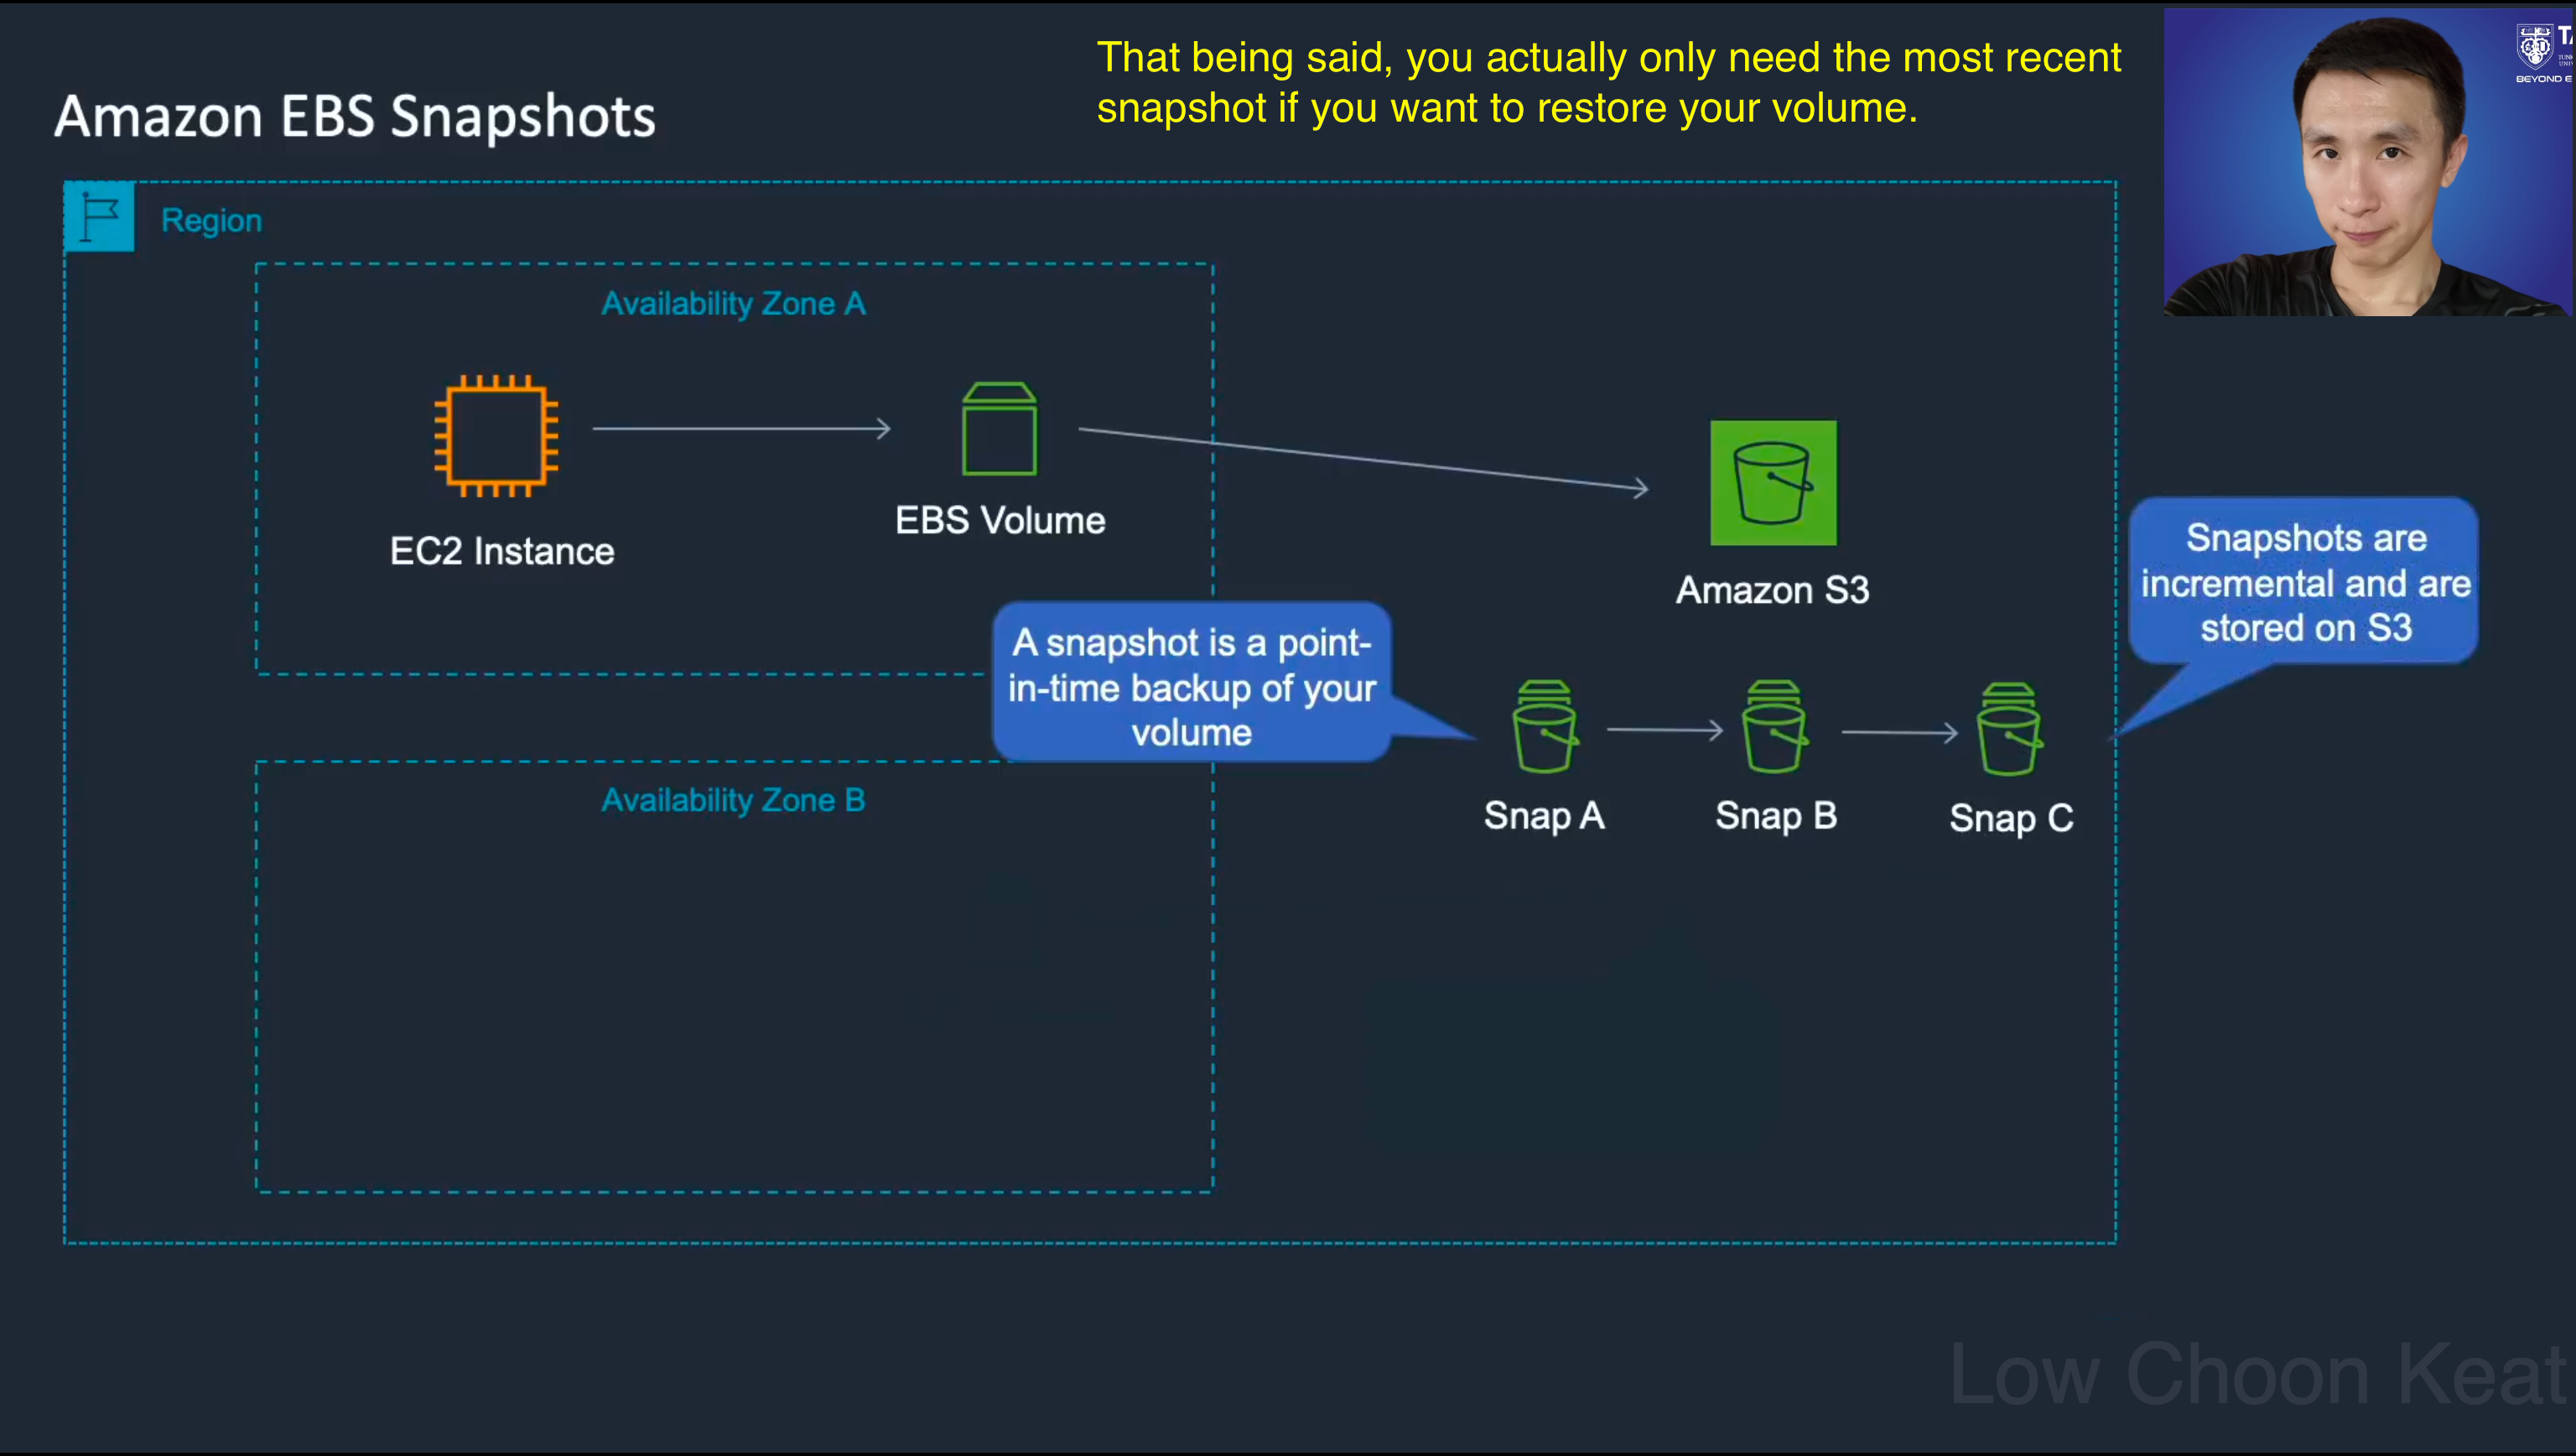 That being said, you actually only need the most recent
snapshot if you want to restore your volume.
Amazon EBS Snapshots
BEYOND E
Region
Availability Zone A
EC2 Instance
EBS Volume
Amazon S3
Snapshots are
incremental and are
stored on S3
A snapshot is a point-
in-time backup of your
volume
Snap A
Snap B
Snap C
Availability Zone B
Low Choon Keat